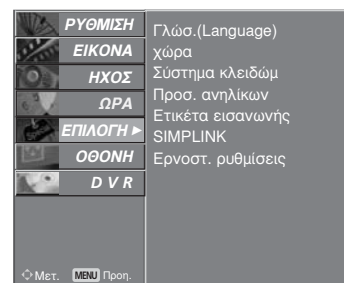 ΡΥΘΜΙΣΗ
ΕΙΚΟΝΑ
ΗΧΟΣ
ΩΡΑ
ΕΠΙΛΟΓΗ ►
ΟΘΟΝΗ
D V R
Γλώσ.(Language)
χώρα
Σύστημα κλειδώμ
Προσ. ανηλίκων
Ετικέτα εισανωνής
SIMPLINK
Ερνοστ. ρυθμίσεις
Μετ. MENU Προη.